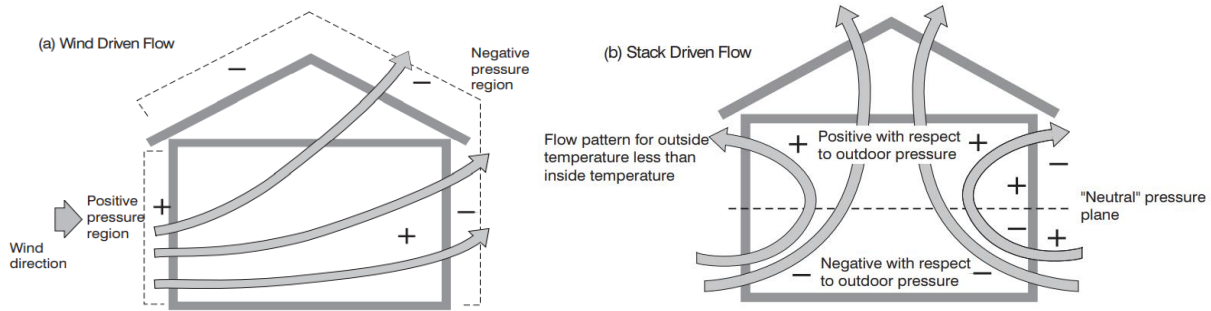 (a) Wind Driven Flow
Negative
pressure
region
−
−
Positive
pressure
region
+
−
+
Wind
direction
(b) Stack Driven Flow
Flow pattern for outside
temperature less than
inside temperature
+
Positive with respect
to outdoor pressure
+
−
+
"Neutral" pressure
plane
−
+
−
Negative with respect
to outdoor pressure
−